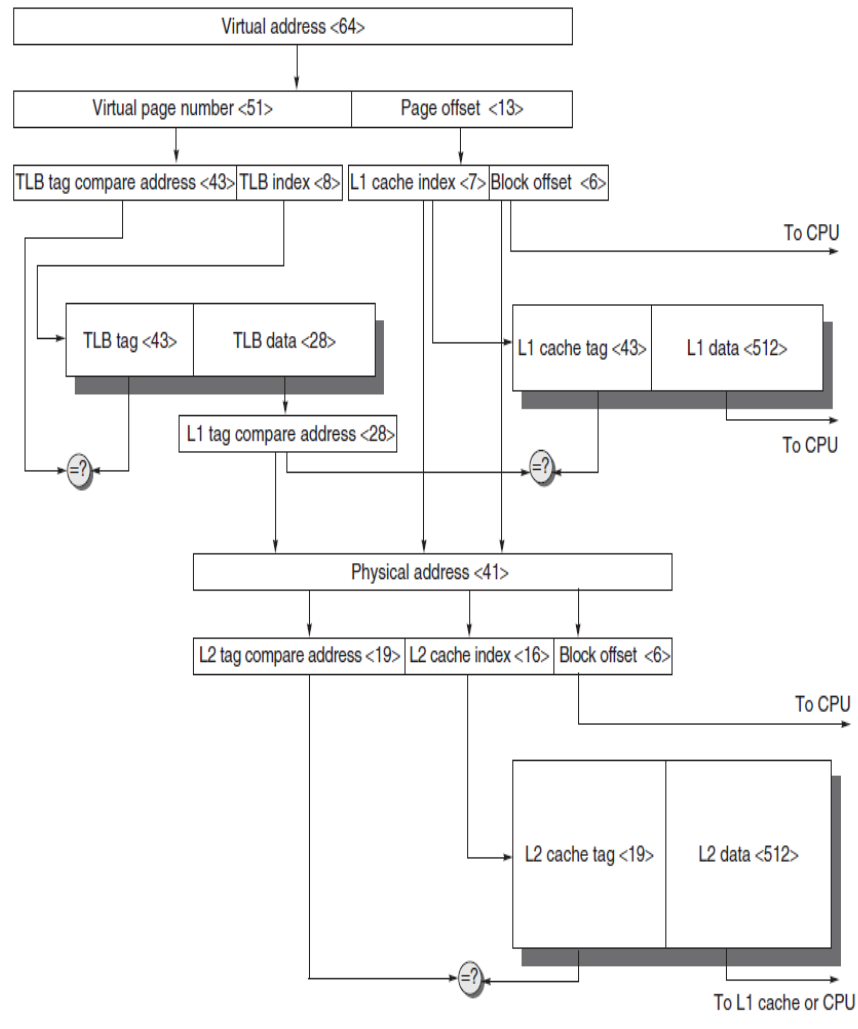 Virtual address <64>
Virtual page number <51>
Page offset <13>
TLB tag compare address <43>
TLB index <8>
L1 cache index <7>
Block offset <6>
To CPU
TLB tag <43>
TLB data <28>
L1 cache tag <43>
L1 data <512>
L1 tag compare address <28>
To CPU
=?
=?
Physical address <41>
L2 tag compare address <19>
L2 cache index <16>
Block offset <6>
To CPU
L2 cache tag <19>
L2 data <512>
=?
To L1 cache or CPU